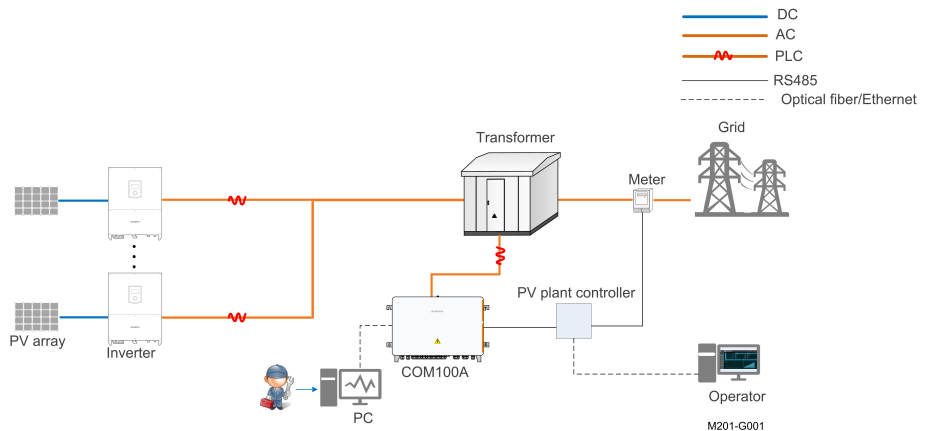 DC
AC
PLC
RS485
Optical fiber/Ethernet
Grid
Transformer
Meter
PV plant controller
PV array
Inverter
COM100A
PC
Operator
M201-G001